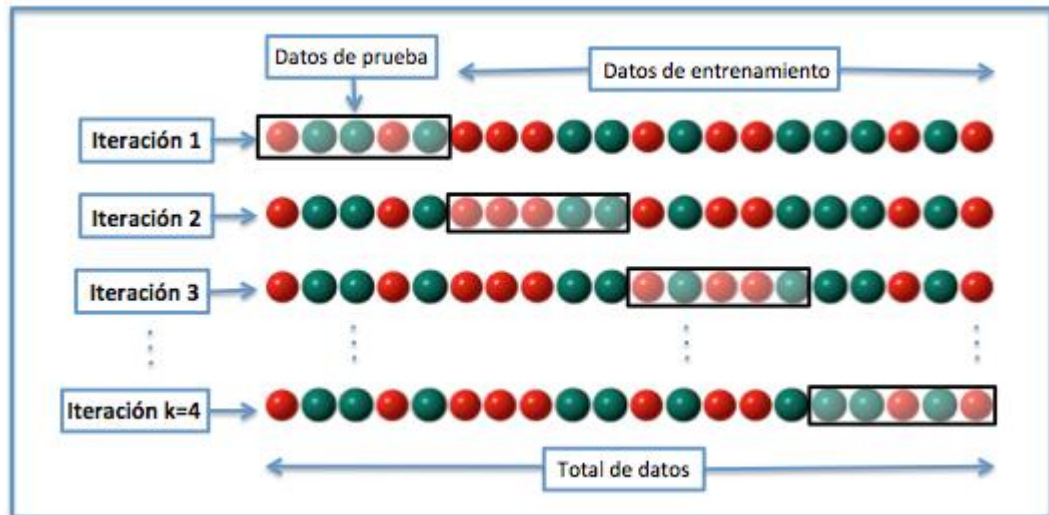 Datos de prueba
Datos de entrenamiento
Iteración 1
Iteración 2
Iteración 3
Iteración k=4
Total de datos